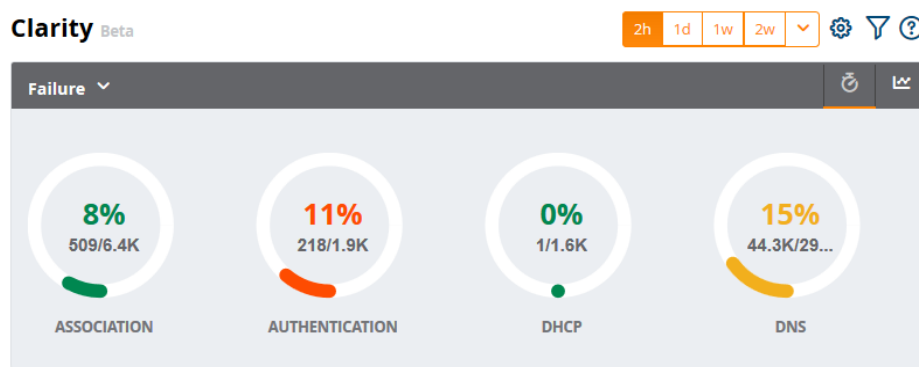 Clarity Beta
2h 1d 1w 2w
Failure
8% 11% 0% 15%
509/6.4K 218/1.9K 1/1.6K 44.3K/29...
ASSOCIATION AUTHENTICATION DHCP DNS